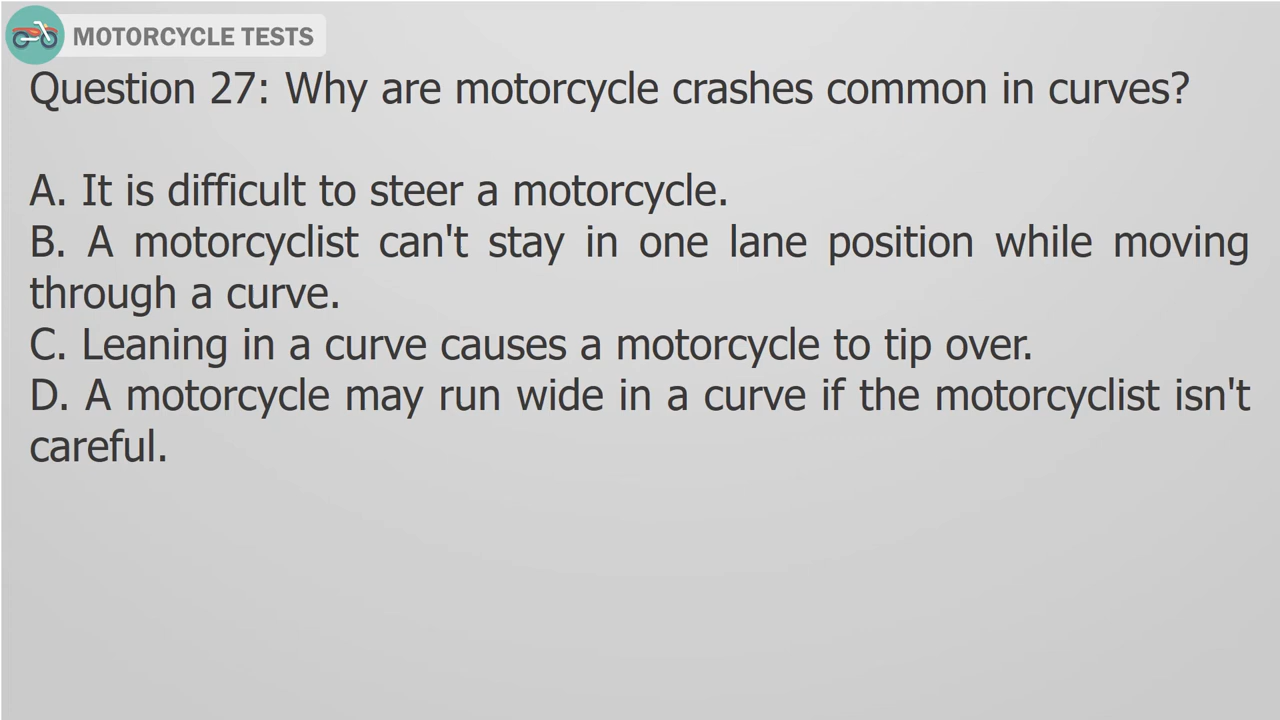 MOTORCYCLE TESTS
Question 27: Why are motorcycle crashes common in curves?
A. It is difficult to steer a motorcycle.
B. A motorcyclist can't stay in one lane position while moving
through a curve.
C. Leaning in a curve causes a motorcycle to tip over.
D. A motorcycle may run wide in a curve if the motorcyclist isn't
careful.